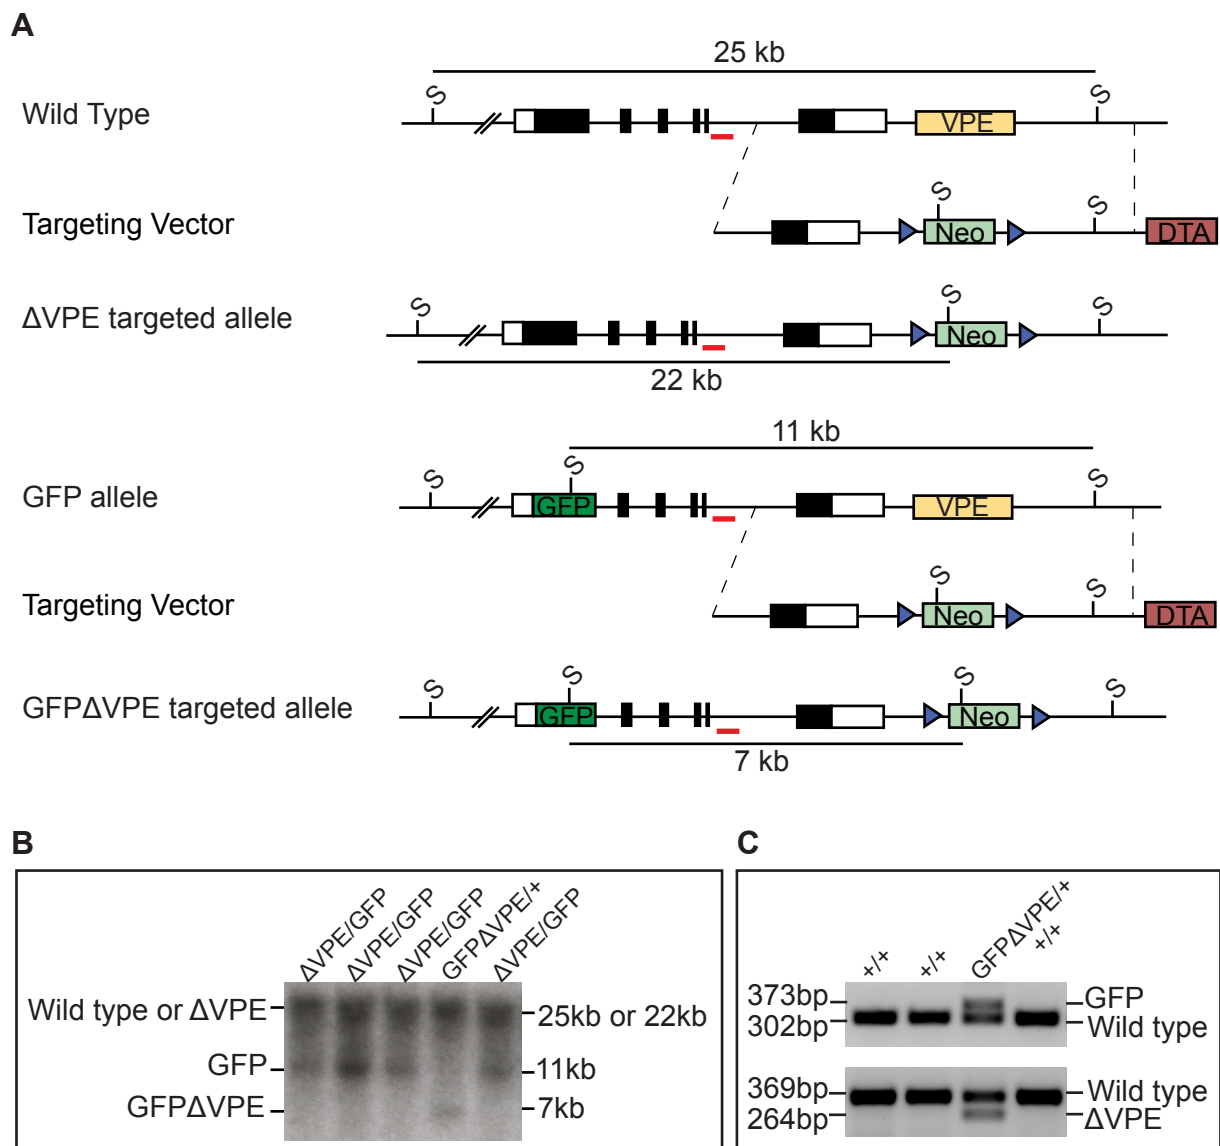 A
25 kb
Wild Type
S
S
VPE
Targeting Vector
S
S
Neo
DTA
ΔVPE targeted allele
S
S
S
Neo
22 kb
11 kb
GFP allele
S
S
S
GFP
VPE
Targeting Vector
S
S
Neo
DTA
GFPΔVPE targeted allele
S
S
S
S
GFP
Neo
7 kb
B
ΔVPE/GFP
ΔVPE/GFP
ΔVPE/GFP
GFPΔVPE/+
ΔVPE/GFP
Wild type or ΔVPE
25kb or 22kb
GFP
11kb
GFPΔVPE
7kb
C
+/+
+/+
GFPΔVPE/+
+/+
373bp
GFP
302bp
Wild type
369bp
Wild type
264bp
ΔVPE